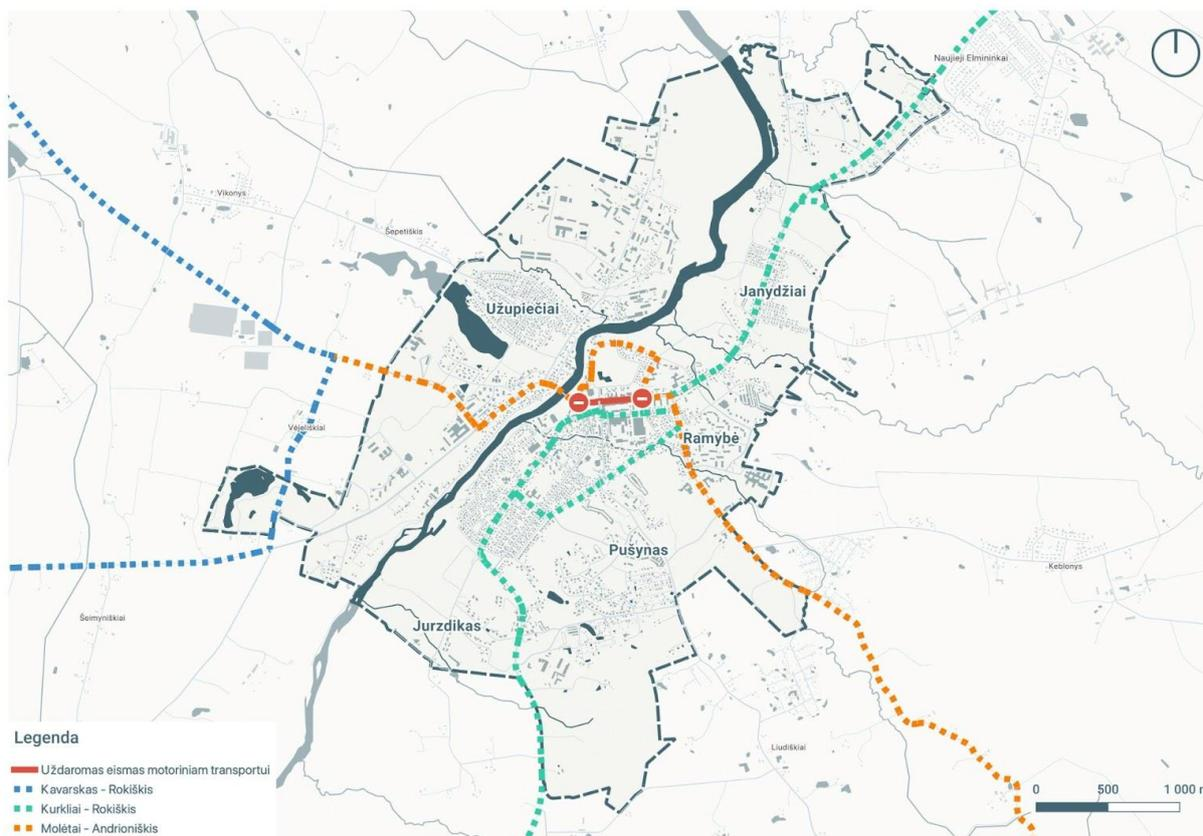 Naujieji Elmininkai
Vikonys
Šepetiškis
Užupiečiai
Janydžiai
Vėjeliškiai
Ramybė
Pušynas
Keblonys
Šeimyniškiai
Jurzdikas
Liudiškiai
Legenda
Uždaromas eismas motoriniam transportui
Kavarskas - Rokiškis
Kurkliai - Rokiškis
Molėtai - Andrioniškis
0 500 1 000 m